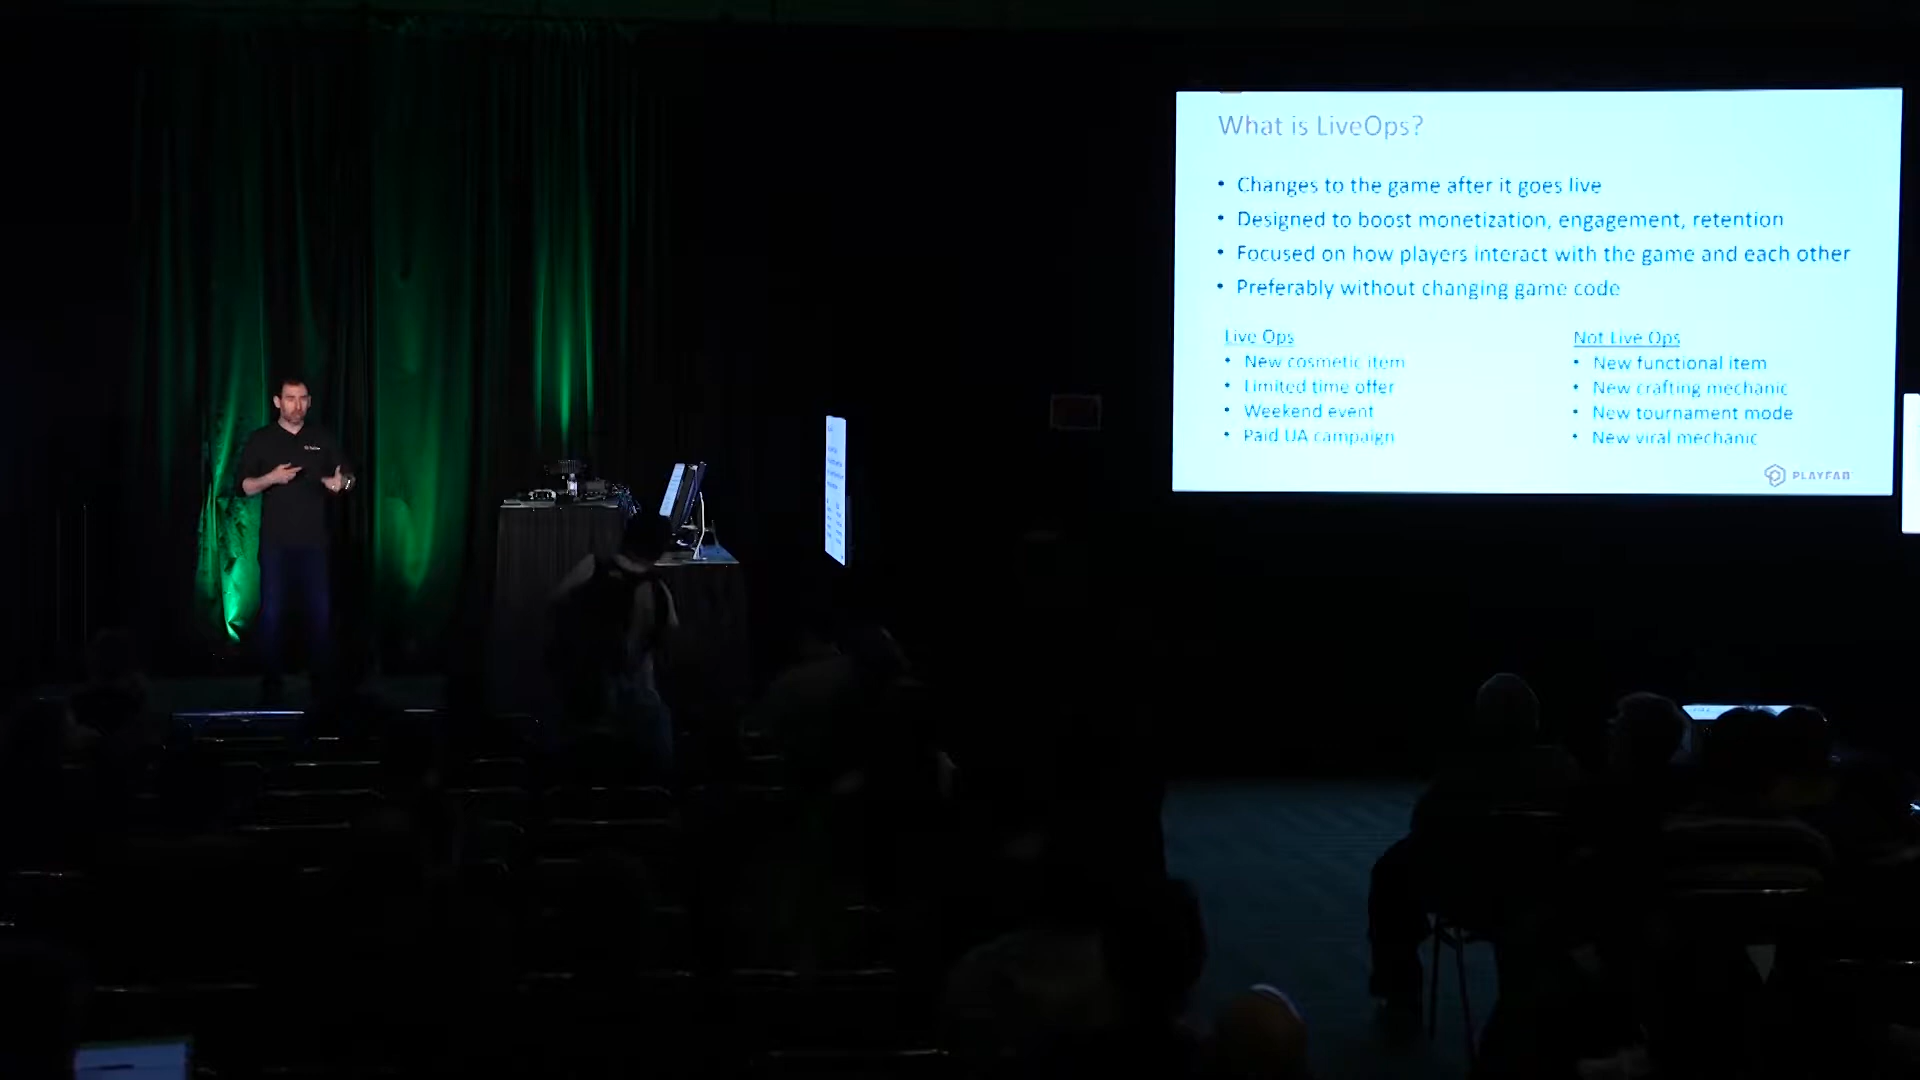 What is LiveOps?
• Changes to the game after it goes live
• Designed to boost monetization, engagement, retention
• Focused on how players interact with the game and each other
• Preferably without changing game code
Live Ops
• New cosmetic item
• Limited time offer
• Weekend event
• Paid UA campaign
Not Live Ops
• New functional item
• New crafting mechanic
• New tournament mode
• New viral mechanic
PLAYFAB